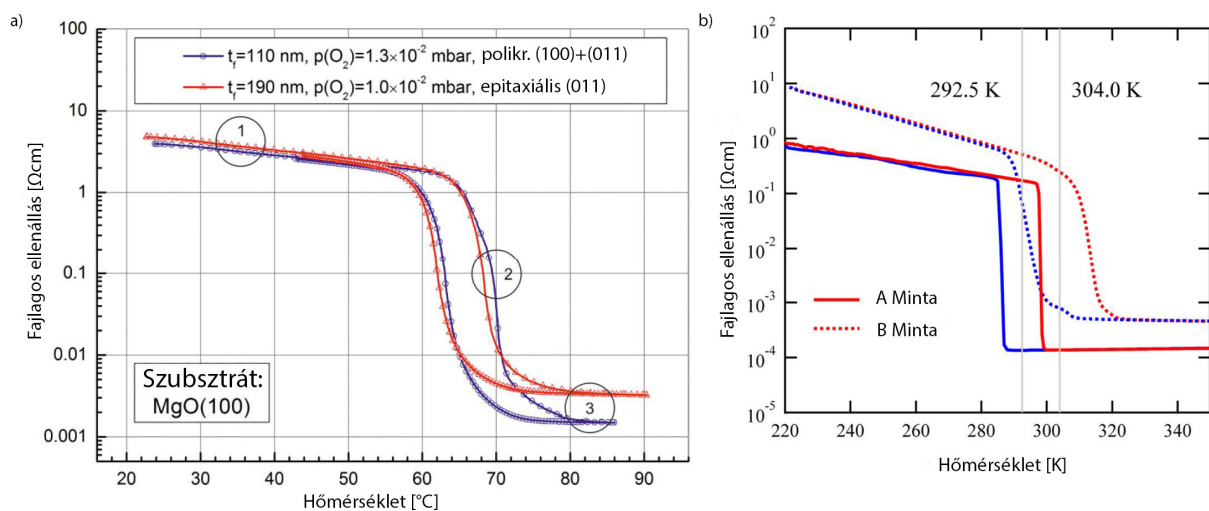 a)
Fajlagos ellenállás [Ωcm]
100
10
1
0.1
0.01
0.001
t_f=110 nm, p(O₂)=1.3×10⁻² mbar, polikr. (100)+(011)
t_f=190 nm, p(O₂)=1.0×10⁻² mbar, epitaxiális (011)
1
2
3
Szubsztrát:
MgO(100)
20 30 40 50 60 70 80 90
Hőmérséklet [°C]
b)
Fajlagos ellenállás [Ωcm]
10²
10¹
10⁰
10⁻¹
10⁻²
10⁻³
10⁻⁴
10⁻⁵
292.5 K 304.0 K
A Minta
B Minta
220 240 260 280 300 320 340
Hőmérséklet [K]